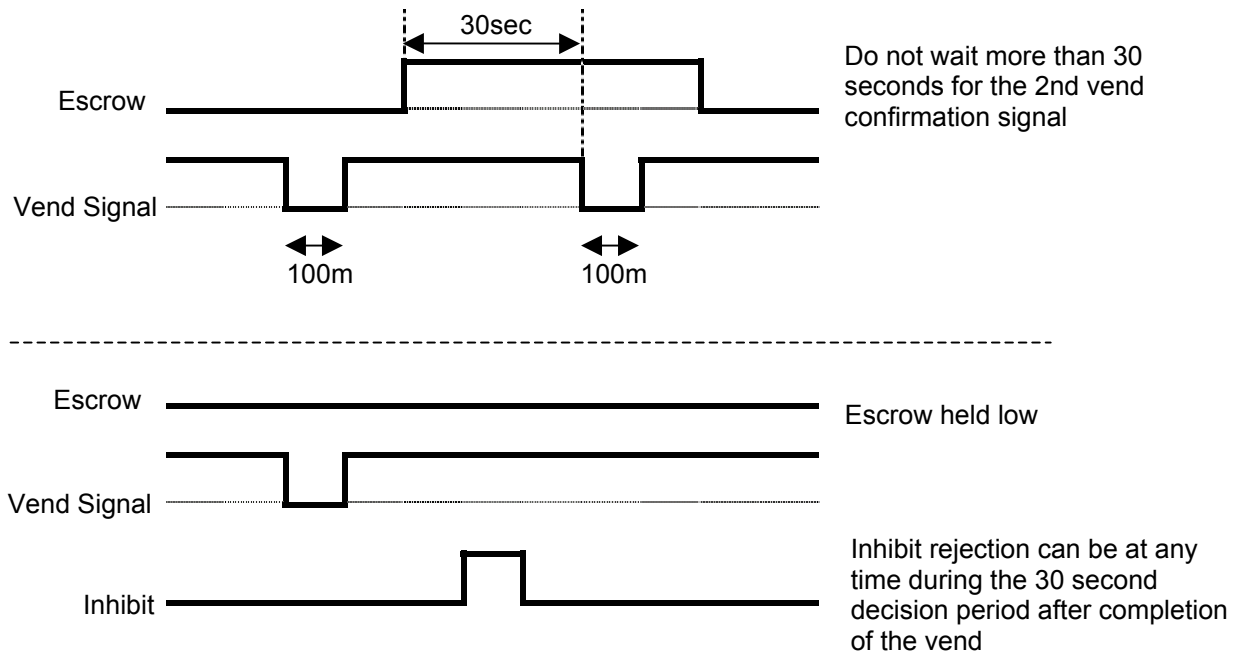 30sec
Do not wait more than 30
seconds for the 2nd vend
confirmation signal
Escrow
Vend Signal
100m
100m
Escrow
Escrow held low
Vend Signal
Inhibit rejection can be at any
time during the 30 second
decision period after completion
of the vend
Inhibit